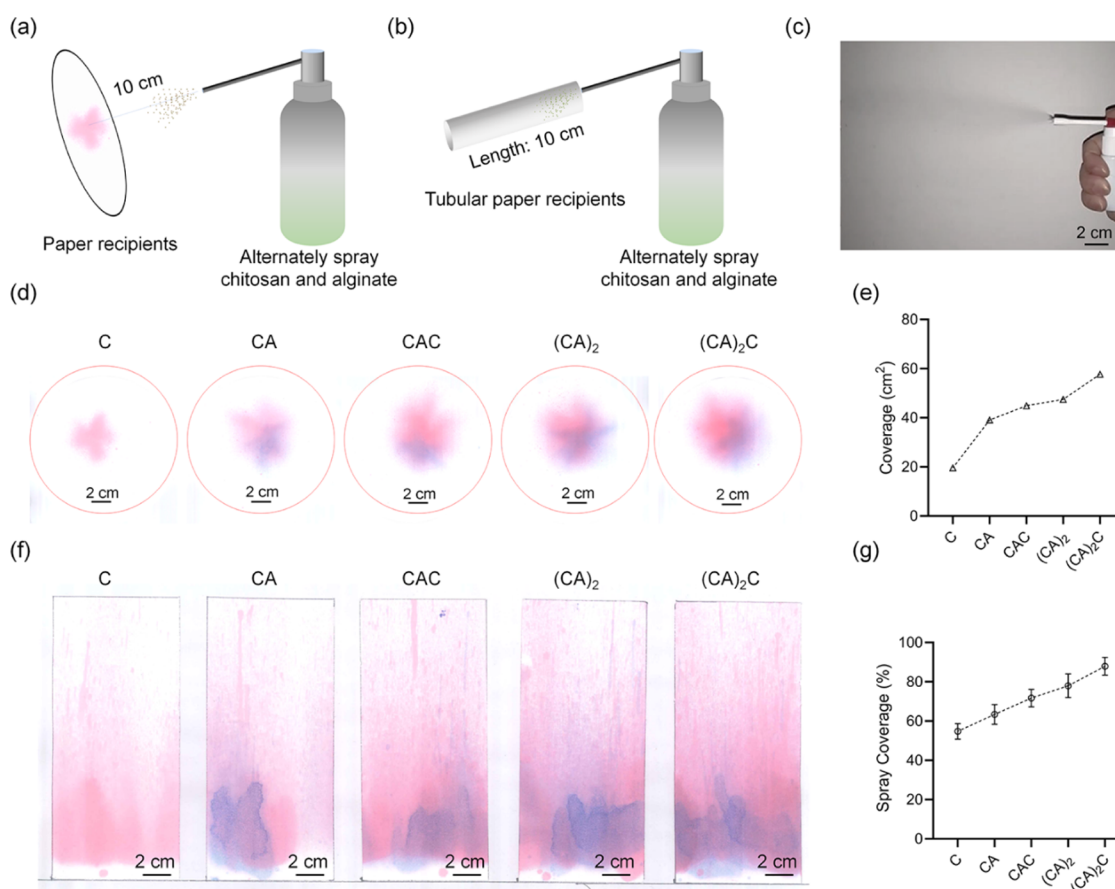 (a)
10 cm
Paper recipients
Alternately spray
chitosan and alginate
(b)
Length: 10 cm
Tubular paper recipients
Alternately spray
chitosan and alginate
(c)
2 cm
(d)
C
CA
CAC
(CA)₂
(CA)₂C
2 cm
2 cm
2 cm
2 cm
2 cm
(e)
Coverage (cm²)
80
60
40
20
0
C
CA
CAC
(CA)₂
(CA)₂C
(f)
C
CA
CAC
(CA)₂
(CA)₂C
2 cm
2 cm
2 cm
2 cm
2 cm
(g)
Spray Coverage (%)
100
80
60
40
20
0
C
CA
CAC
(CA)₂
(CA)₂C